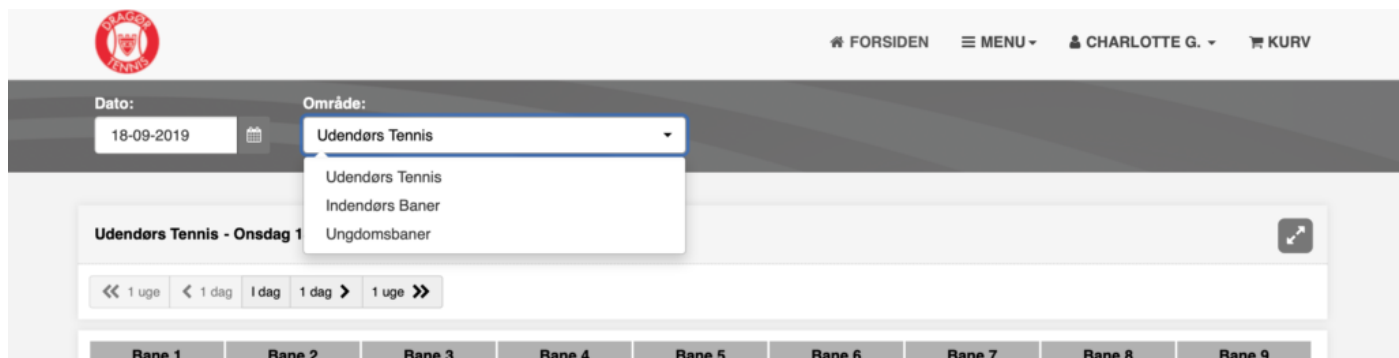 DRAGØR
TENNIS
FORSIDEN
MENU
CHARLOTTE G.
KURV
Dato:
Område:
18-09-2019
Udendørs Tennis
Udendørs Tennis
Indendørs Baner
Ungdomsbaner
Udendørs Tennis - Onsdag 1
1 uge
1 dag
I dag
1 dag
1 uge
Bane 1 Bane 2 Bane 3 Bane 4 Bane 5 Bane 6 Bane 7 Bane 8 Bane 9